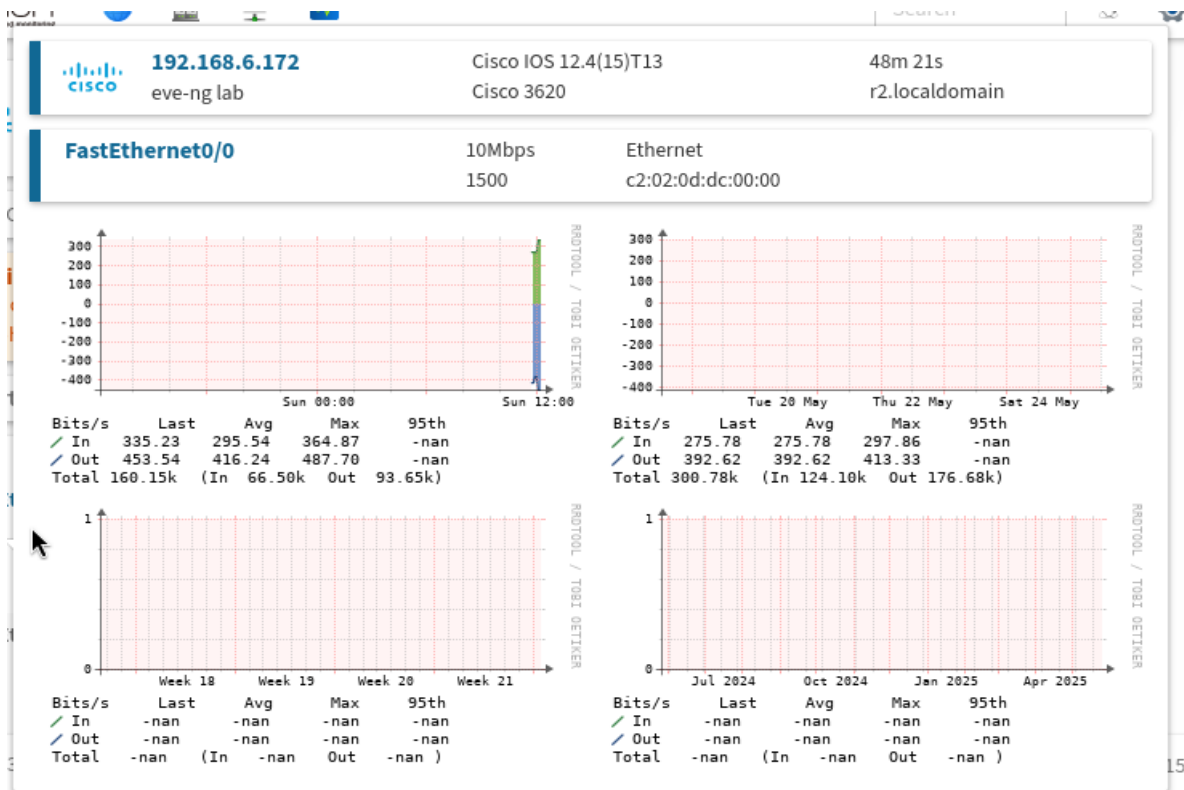 CISCO
192.168.6.172 Cisco IOS 12.4(15)T13 48m 21s
eve-ng lab Cisco 3620 r2.localdomain
FastEthernet0/0 10Mbps Ethernet
1500 c2:02:0d:dc:00:00
300
200
100
0
-100
-200
-300
-400
Sun 00:00 Sun 12:00
RRDTOOL / TOBI OETIKER
Bits/s Last Avg Max 95th
In 335.23 295.54 364.87 -nan
Out 453.54 416.24 487.70 -nan
Total 160.15k (In 66.50k Out 93.65k)
300
200
100
0
-100
-200
-300
-400
Tue 20 May Thu 22 May Sat 24 May
RRDTOOL / TOBI OETIKER
Bits/s Last Avg Max 95th
In 275.78 275.78 297.86 -nan
Out 392.62 392.62 413.33 -nan
Total 300.78k (In 124.10k Out 176.68k)
1
0
Week 18 Week 19 Week 20 Week 21
RRDTOOL / TOBI OETIKER
Bits/s Last Avg Max 95th
In -nan -nan -nan -nan
Out -nan -nan -nan -nan
Total -nan (In -nan Out -nan )
1
0
Jul 2024 Oct 2024 Jan 2025 Apr 2025
RRDTOOL / TOBI OETIKER
Bits/s Last Avg Max 95th
In -nan -nan -nan -nan
Out -nan -nan -nan -nan
Total -nan (In -nan Out -nan )